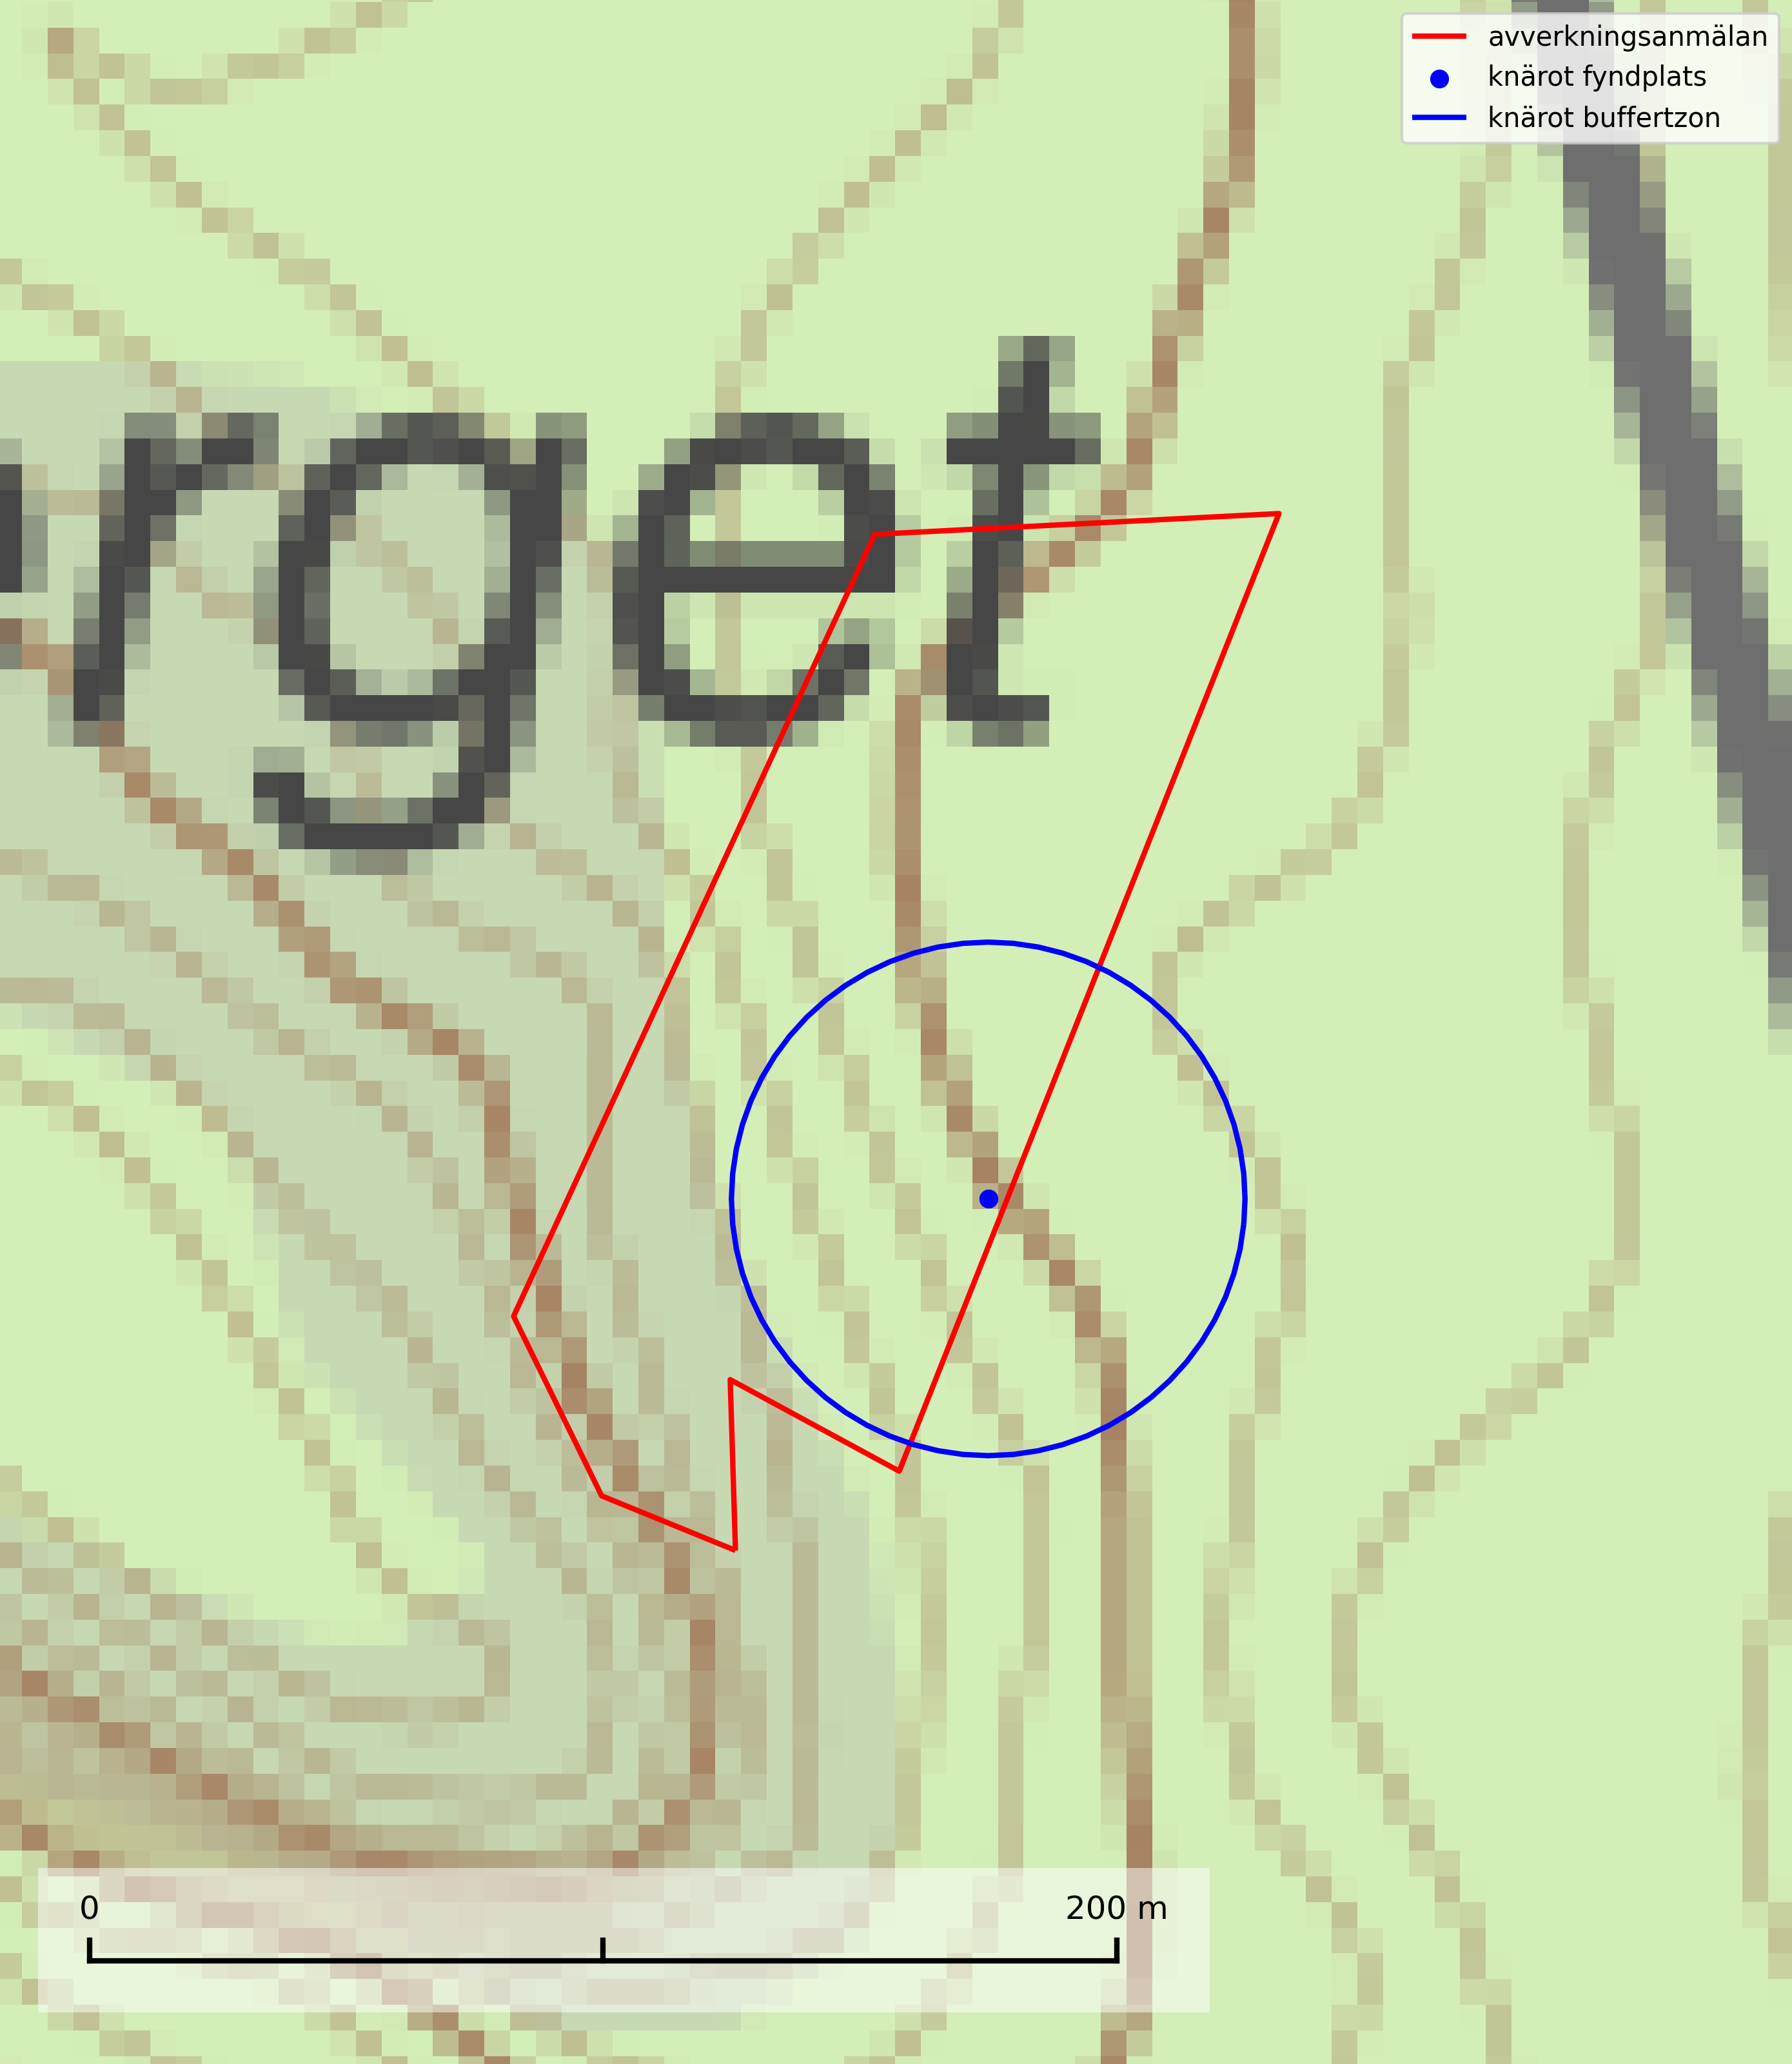 avverkningsanmälan
knärot fyndplats
knärot buffertzon
rget
0 200 m